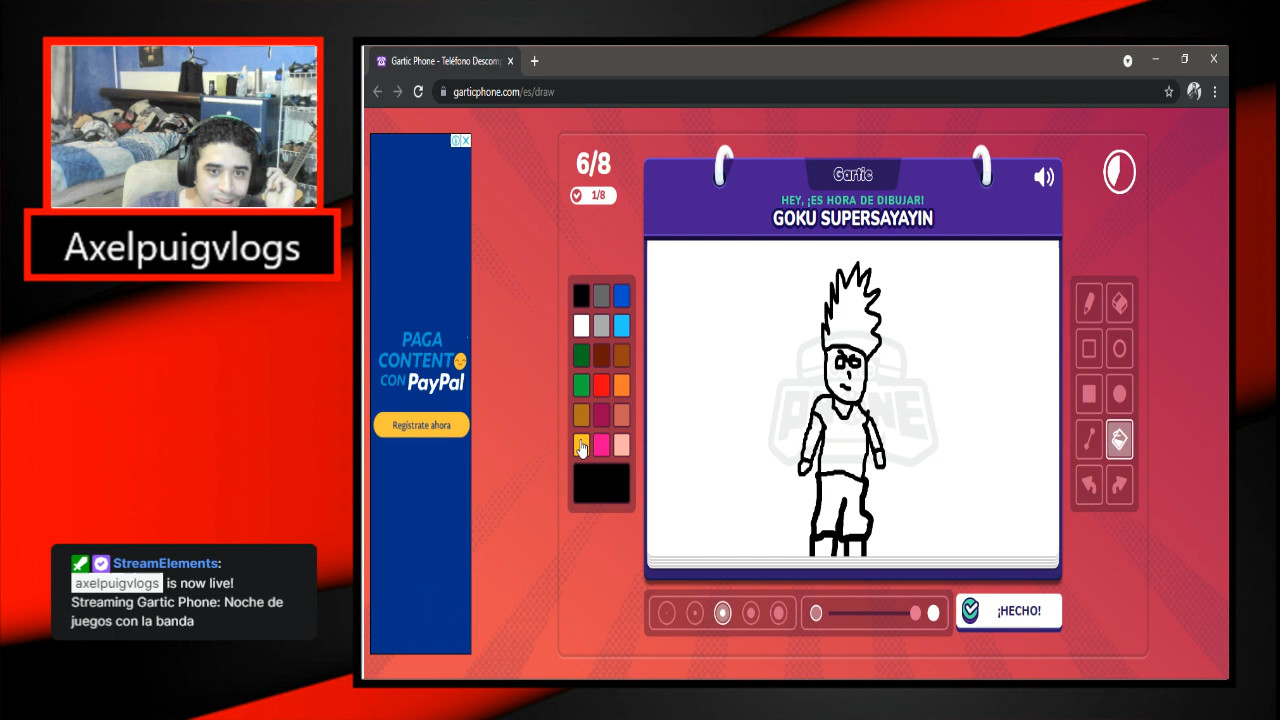 Axelpuigvlogs
StreamElements:
axelpuigvlogs is now live!
Streaming Gartic Phone: Noche de
juegos con la banda
Gartic Phone - Teléfono Descomp
garticphone.com/es/draw
PAGA
CONTENTO
CON PayPal
Regístrate ahora
6/8
1/8
Gartic
HEY, ¡ES HORA DE DIBUJAR!
GOKU SUPERSAYAYIN
¡HECHO!